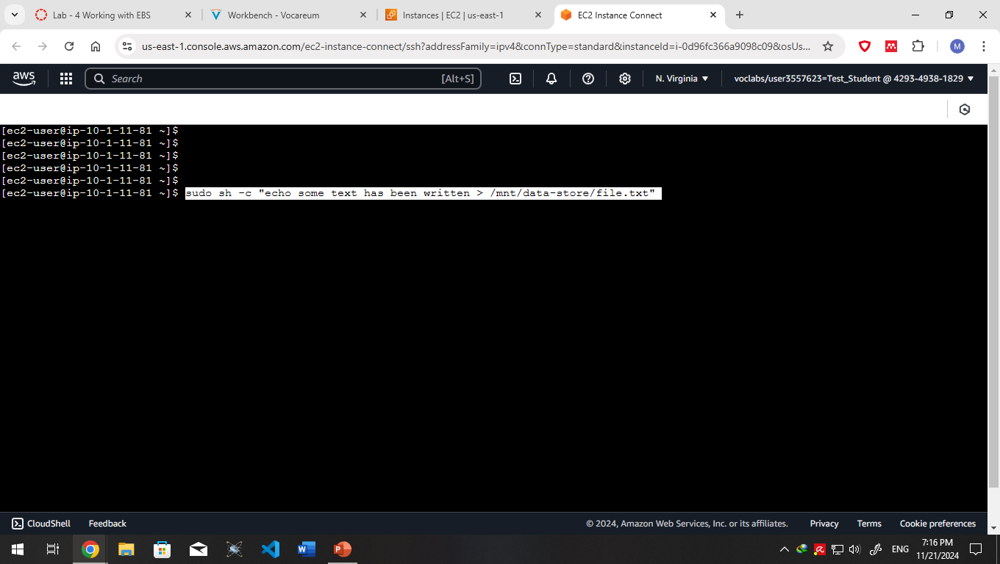 Lab - 4 Working with EBS
Workbench - Vocareum
Instances | EC2 | us-east-1
EC2 Instance Connect
us-east-1.console.aws.amazon.com/ec2-instance-connect/ssh?addressFamily=ipv4&connType=standard&instanceId=i-0d96fc366a9098c09&osUs...
M
aws
Search
[Alt+S]
N. Virginia
voclabs/user3557623=Test_Student @ 4293-4938-1829
[ec2-user@ip-10-1-11-81 ~]$
[ec2-user@ip-10-1-11-81 ~]$
[ec2-user@ip-10-1-11-81 ~]$
[ec2-user@ip-10-1-11-81 ~]$
[ec2-user@ip-10-1-11-81 ~]$
[ec2-user@ip-10-1-11-81 ~]$ sudo sh -c "echo some text has been written > /mnt/data-store/file.txt"
CloudShell
Feedback
© 2024, Amazon Web Services, Inc. or its affiliates.
Privacy
Terms
Cookie preferences
ENG
7:16 PM
11/21/2024